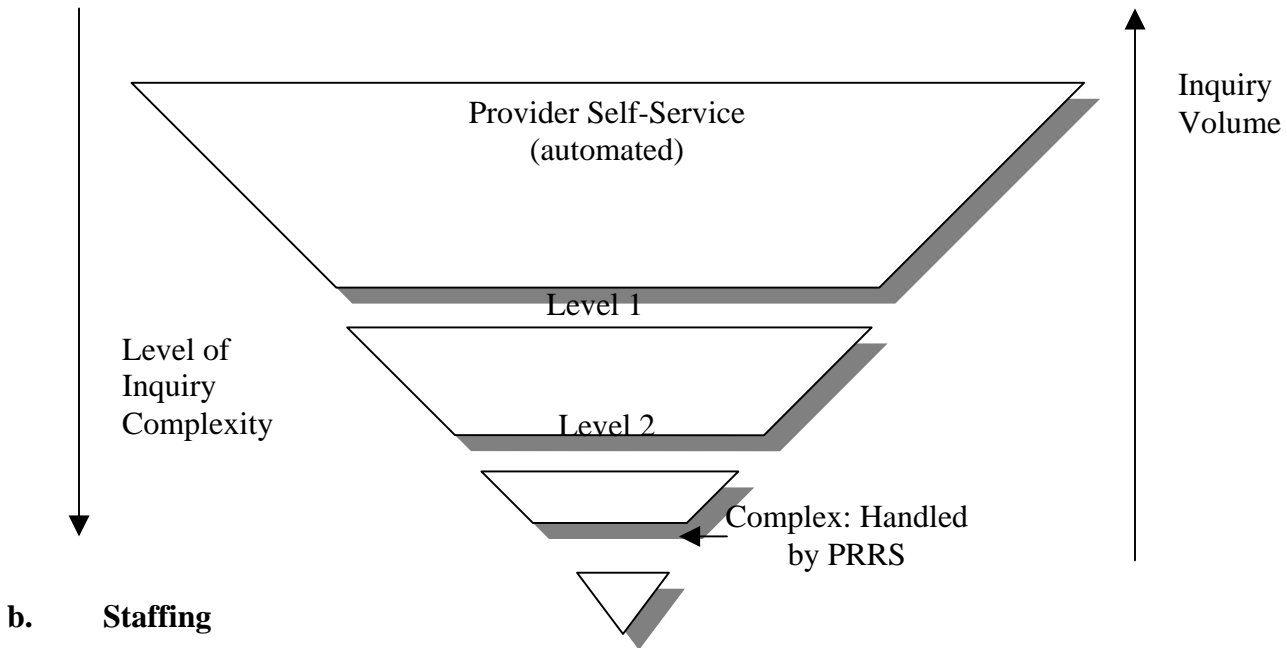 Provider Self-Service
(automated)
Inquiry
Volume
Level 1
Level of
Inquiry
Complexity
Level 2
Complex: Handled
by PRRS
b. Staffing